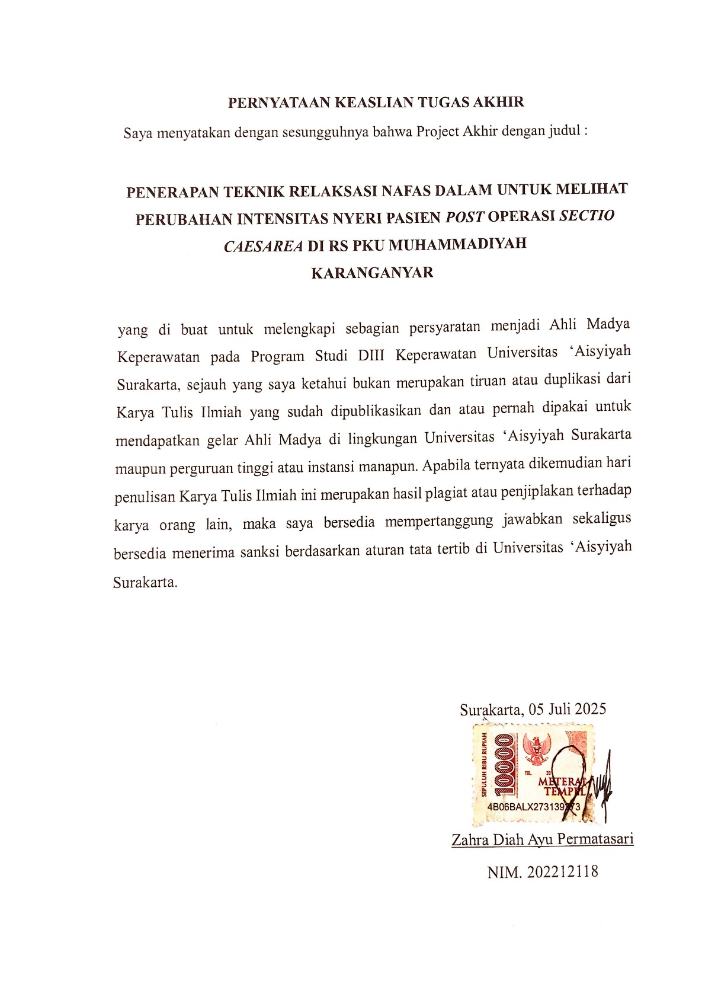 PERNYATAAN KEASLIAN TUGAS AKHIR
Saya menyatakan dengan sesungguhnya bahwa Project Akhir dengan judul :
PENERAPAN TEKNIK RELAKSASI NAFAS DALAM UNTUK MELIHAT
PERUBAHAN INTENSITAS NYERI PASIEN POST OPERASI SECTIO
CAESAREA DI RS PKU MUHAMMADIYAH
KARANGANYAR
yang di buat untuk melengkapi sebagian persyaratan menjadi Ahli Madya
Keperawatan pada Program Studi DIII Keperawatan Universitas ‘Aisyiyah
Surakarta, sejauh yang saya ketahui bukan merupakan tiruan atau duplikasi dari
Karya Tulis Ilmiah yang sudah dipublikasikan dan atau pernah dipakai untuk
mendapatkan gelar Ahli Madya di lingkungan Universitas ‘Aisyiyah Surakarta
maupun perguruan tinggi atau instansi manapun. Apabila ternyata dikemudian hari
penulisan Karya Tulis Ilmiah ini merupakan hasil plagiat atau penjiplakan terhadap
karya orang lain, maka saya bersedia mempertanggung jawabkan sekaligus
bersedia menerima sanksi berdasarkan aturan tata tertib di Universitas ‘Aisyiyah
Surakarta.
Surakarta, 05 Juli 2025
SEPULUH RIBU RUPIAH
10000
TGL. 20
METERAI
TEMPEL
Zahra Diah Ayu Permatasari
NIM. 202212118